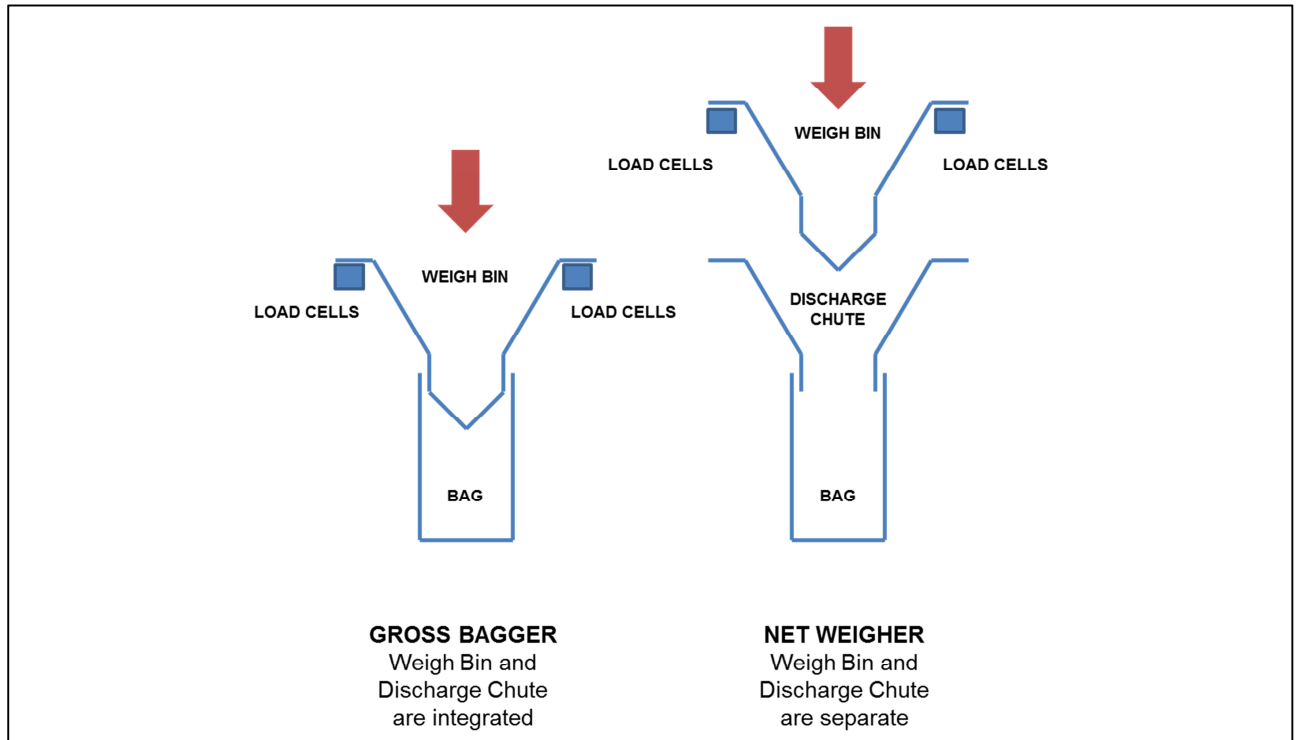 WEIGH BIN
LOAD CELLS
LOAD CELLS
BAG
GROSS BAGGER
Weigh Bin and
Discharge Chute
are integrated
WEIGH BIN
LOAD CELLS
LOAD CELLS
DISCHARGE
CHUTE
BAG
NET WEIGHER
Weigh Bin and
Discharge Chute
are separate